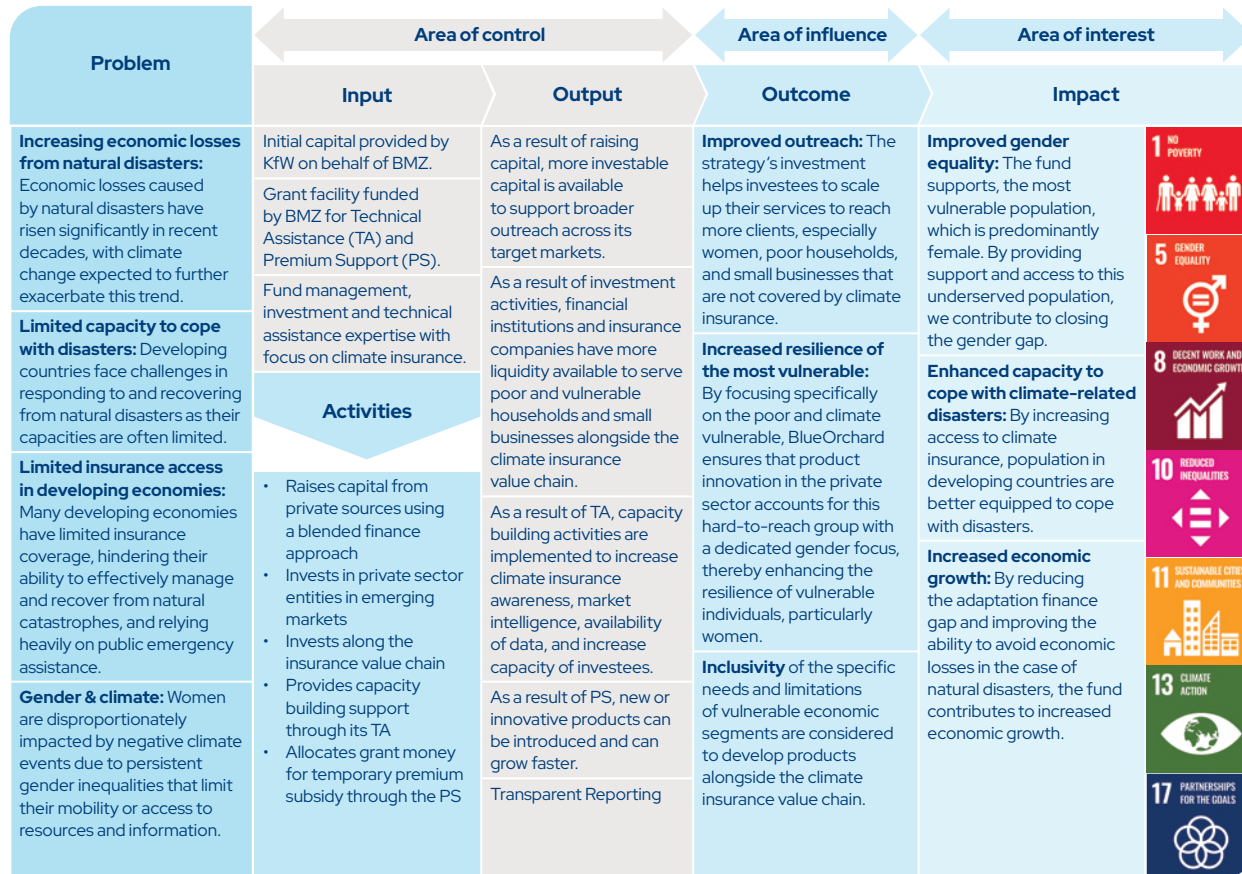 Problem
Area of control
Area of influence
Area of interest
Input
Output
Outcome
Impact
Increasing economic losses
from natural disasters:
Economic losses caused
by natural disasters have
risen significantly in recent
decades, with climate
change expected to further
exacerbate this trend.
Limited capacity to cope
with disasters: Developing
countries face challenges in
responding to and recovering
from natural disasters as their
capacities are often limited.
Limited insurance access
in developing economies:
Many developing economies
have limited insurance
coverage, hindering their
ability to effectively manage
and recover from natural
catastrophes, and relying
heavily on public emergency
assistance.
Gender & climate: Women
are disproportionately
impacted by negative climate
events due to persistent
gender inequalities that limit
their mobility or access to
resources and information.
Initial capital provided by
KfW on behalf of BMZ.
Grant facility funded
by BMZ for Technical
Assistance (TA) and
Premium Support (PS).
Fund management,
investment and technical
assistance expertise with
focus on climate insurance.
Activities
• Raises capital from
private sources using
a blended finance
approach
• Invests in private sector
entities in emerging
markets
• Invests along the
insurance value chain
• Provides capacity
building support
through its TA
• Allocates grant money
for temporary premium
subsidy through the PS
As a result of raising
capital, more investable
capital is available
to support broader
outreach across its
target markets.
As a result of investment
activities, financial
institutions and insurance
companies have more
liquidity available to serve
poor and vulnerable
households and small
businesses alongside the
climate insurance
value chain.
As a result of TA, capacity
building activities are
implemented to increase
climate insurance
awareness, market
intelligence, availability
of data, and increase
capacity of investees.
As a result of PS, new or
innovative products can
be introduced and can
grow faster.
Transparent Reporting
Improved outreach: The
strategy's investment
helps investees to scale
up their services to reach
more clients, especially
women, poor households,
and small businesses that
are not covered by climate
insurance.
Increased resilience of
the most vulnerable:
By focusing specifically
on the poor and climate
vulnerable, BlueOrchard
ensures that product
innovation in the private
sector accounts for this
hard-to-reach group with
a dedicated gender focus,
thereby enhancing the
resilience of vulnerable
individuals, particularly
women.
Inclusivity of the specific
needs and limitations
of vulnerable economic
segments are considered
to develop products
alongside the climate
insurance value chain.
Improved gender
equality: The fund
supports, the most
vulnerable population,
which is predominantly
female. By providing
support and access to this
underserved population,
we contribute to closing
the gender gap.
Enhanced capacity to
cope with climate-related
disasters: By increasing
access to climate
insurance, population in
developing countries are
better equipped to cope
with disasters.
Increased economic
growth: By reducing
the adaptation finance
gap and improving the
ability to avoid economic
losses in the case of
natural disasters, the fund
contributes to increased
economic growth.
1 NO
POVERTY
5 GENDER
EQUALITY
8 DECENT WORK AND
ECONOMIC GROWTH
10 REDUCED
INEQUALITIES
11 SUSTAINABLE CITIES
AND COMMUNITIES
13 CLIMATE
ACTION
17 PARTNERSHIPS
FOR THE GOALS